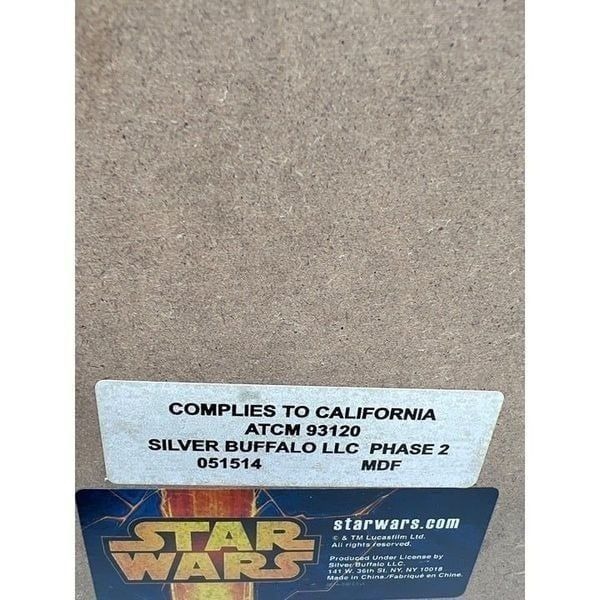 COMPLIES TO CALIFORNIA
ATCM 93120
SILVER BUFFALO LLC PHASE 2
051514 MDF
STAR
WARS
starwars.com
© & TM Lucasfilm Ltd.
All rights reserved.
Produced Under License by
Silver Buffalo LLC.
141 W. 36th St. NY, NY 10018
Made in China./Fabriqué en Chine.